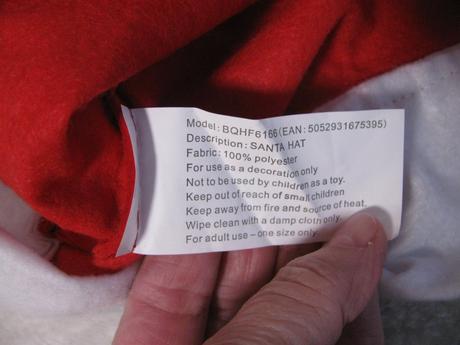 Model: BQHF6166(EAN: 5052931675395)
Description: SANTA HAT
Fabric: 100% polyester
For use as a decoration only
Not to be used by children as a toy.
Keep out of reach of small children
Keep away from fire and source of heat.
Wipe clean with a damp cloth only.
For adult use – one size only.